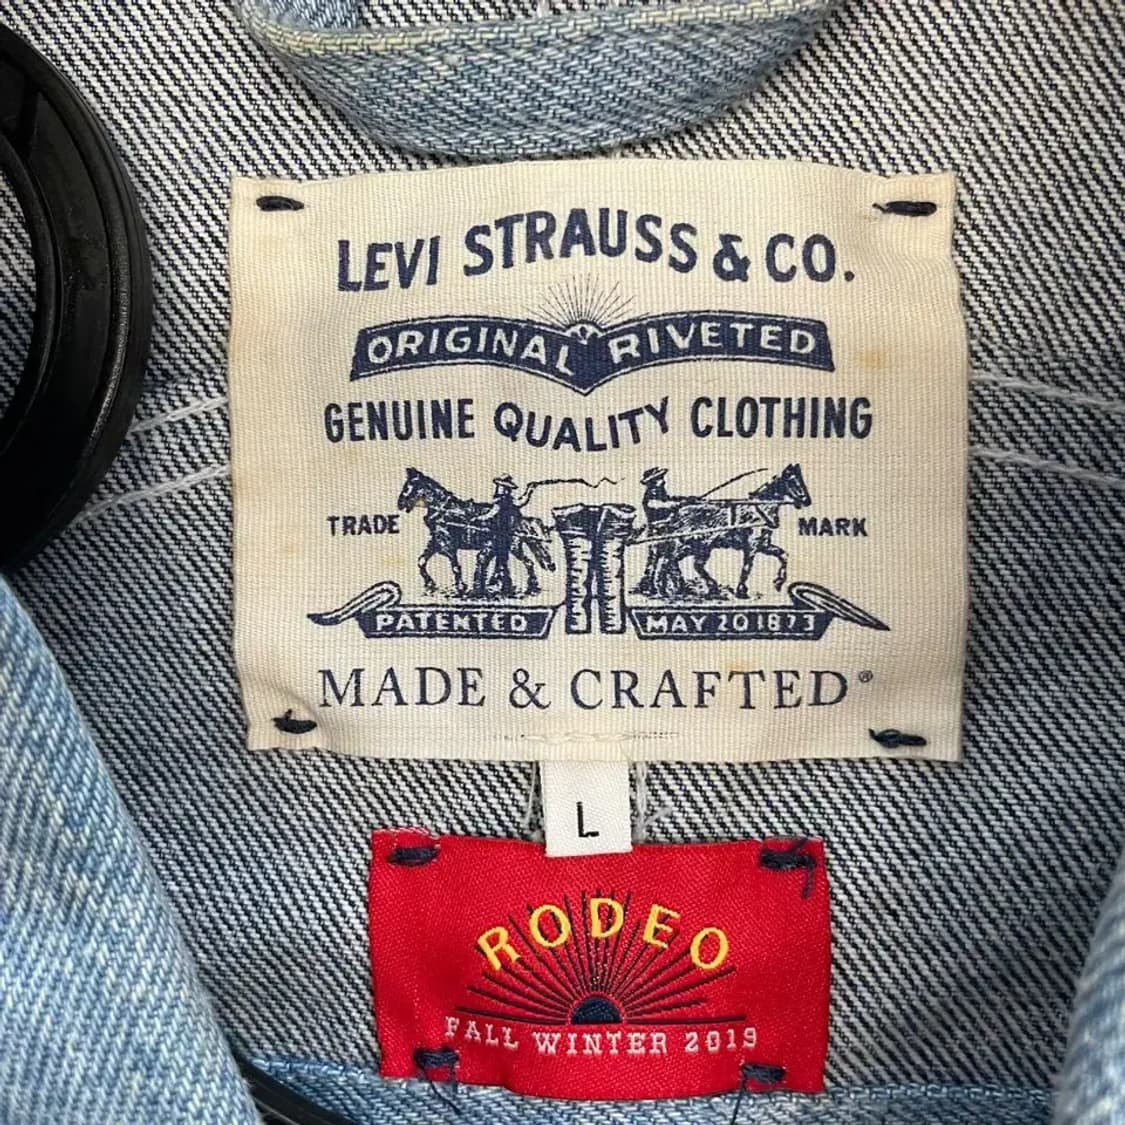 LEVI STRAUSS & CO.
ORIGINAL RIVETED
GENUINE QUALITY CLOTHING
TRADE MARK
PATENTED MAY 20 1873
MADE & CRAFTED®
L
RODEO
FALL WINTER 2019